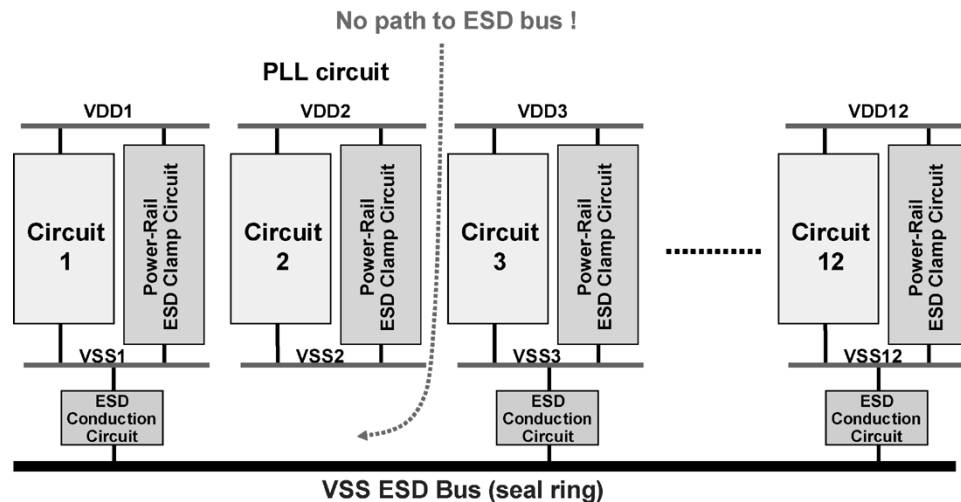 No path to ESD bus !
PLL circuit
VDD1
VDD2
VDD3
VDD12
Circuit
1
Power-Rail
ESD Clamp Circuit
Circuit
2
Power-Rail
ESD Clamp Circuit
Circuit
3
Power-Rail
ESD Clamp Circuit
Circuit
12
Power-Rail
ESD Clamp Circuit
VSS1
VSS2
VSS3
VSS12
ESD
Conduction
Circuit
ESD
Conduction
Circuit
ESD
Conduction
Circuit
VSS ESD Bus (seal ring)